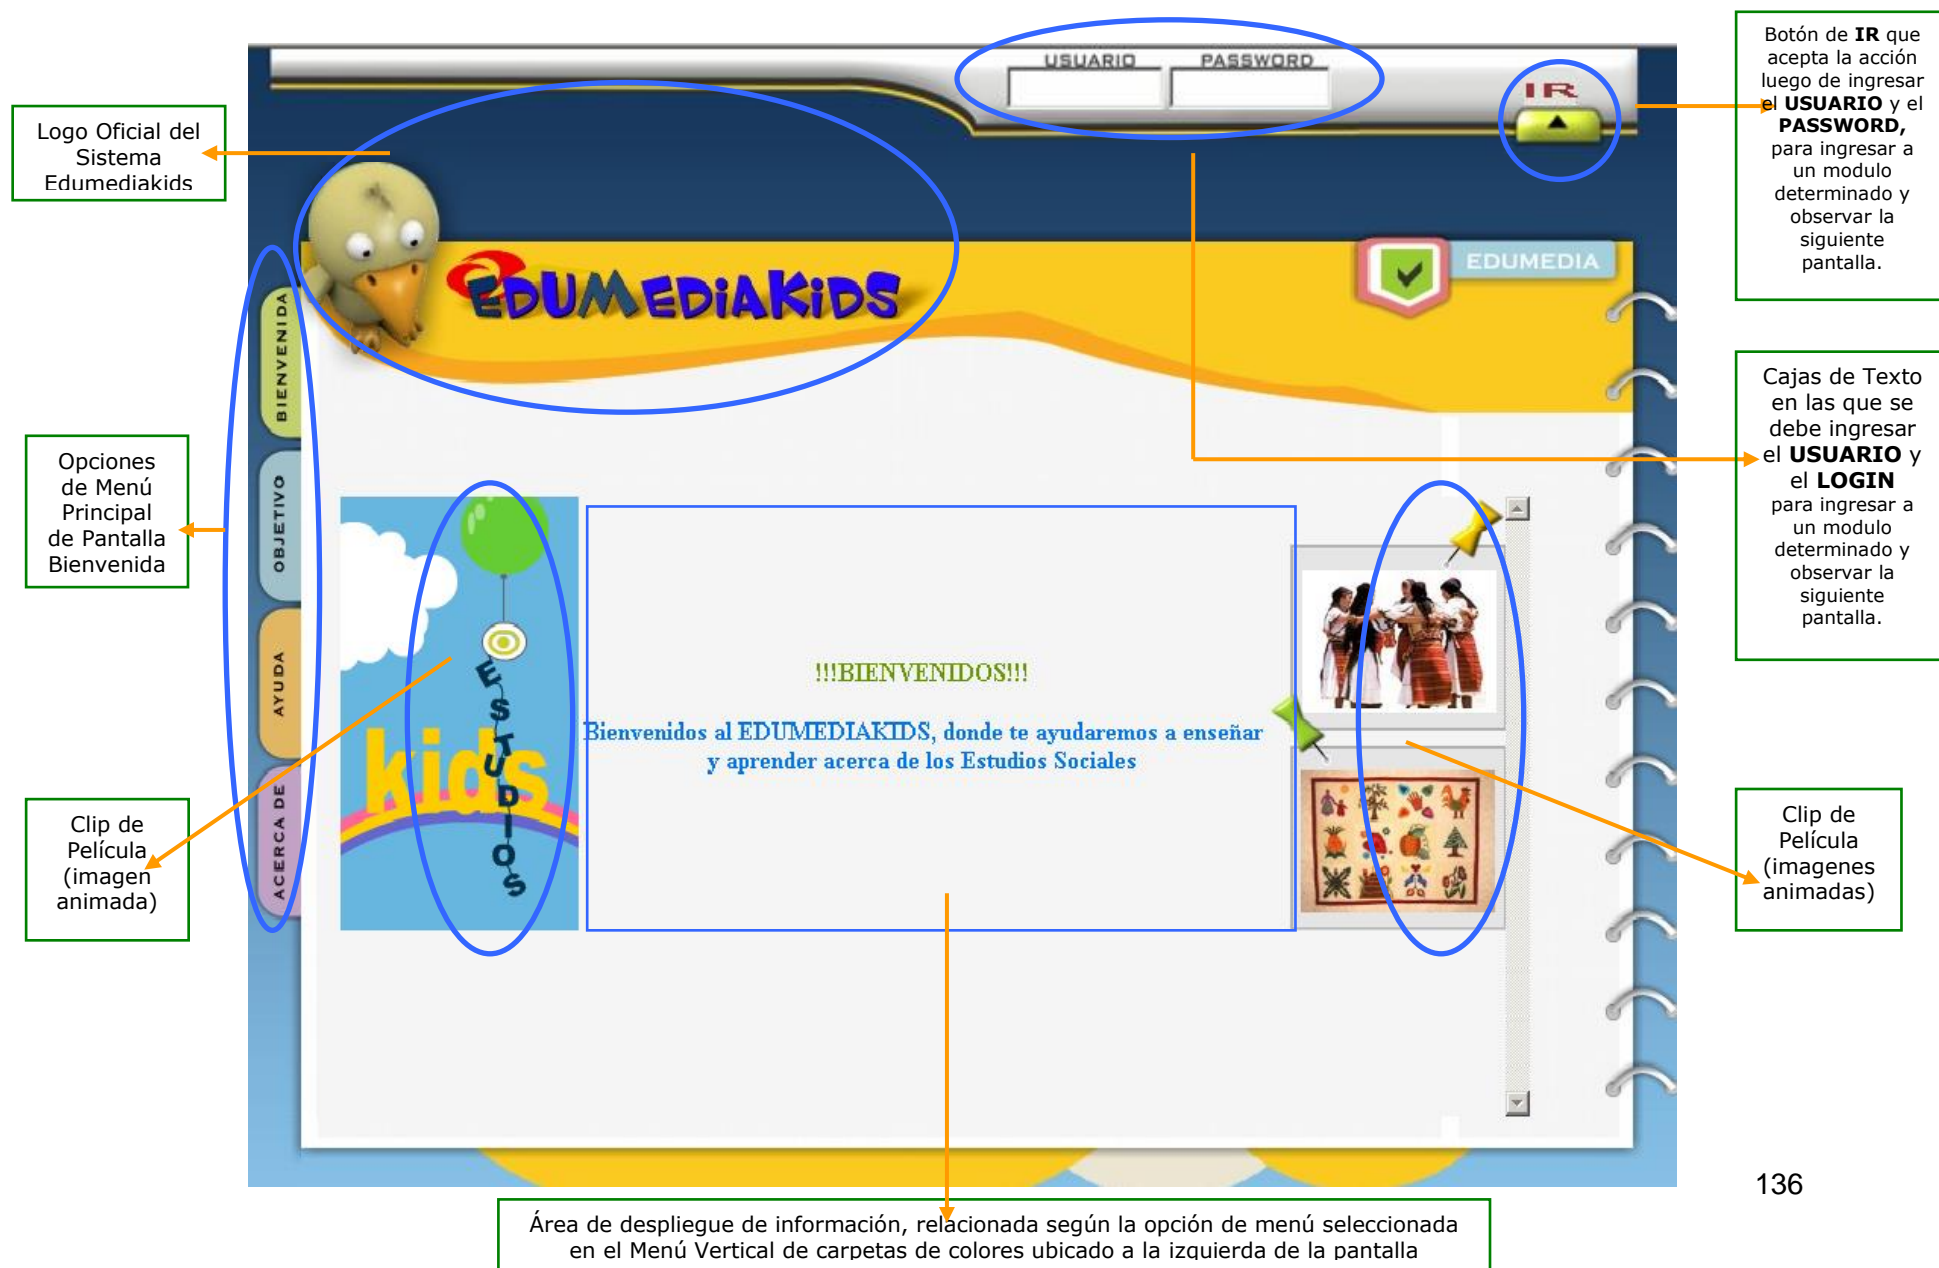 Botón de IR que
acepta la acción
luego de ingresar
el USUARIO y el
PASSWORD,
para ingresar a
un modulo
determinado y
observar la
siguiente
pantalla.
USUARIO
PASSWORD
IR
Logo Oficial del
Sistema
Edumediakids
EDUMEDIAKIDS
EDUMEDIA
BIENVENIDA
OBJETIVO
AYUDA
ACERCA DE
Cajas de Texto
en las que se
debe ingresar
el USUARIO y
el LOGIN
para ingresar a
un modulo
determinado y
observar la
siguiente
pantalla.
Opciones
de Menú
Principal
de Pantalla
Bienvenida
kids
ESTUDIOS
!!!BIENVENIDOS!!!
Bienvenidos al EDUMEDIAKIDS, donde te ayudaremos a enseñar
y aprender acerca de los Estudios Sociales
Clip de
Película
(imagen
animada)
Clip de
Película
(imagenes
animadas)
136
Área de despliegue de información, relacionada según la opción de menú seleccionada
en el Menú Vertical de carpetas de colores ubicado a la izquierda de la pantalla